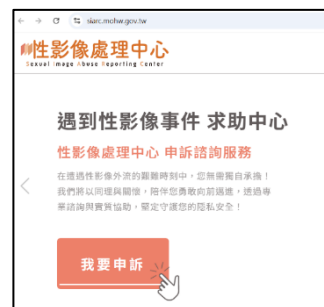 siarc.mohw.gov.tw
性影像處理中心
Sexual Image Abuse Reporting Center
遇到性影像事件 求助中心
性影像處理中心 申訴諮詢服務
在遭遇性影像外流的艱難時刻中，您無需獨自承擔！
我們將以同理與關懷，陪伴您勇敢向前邁進，透過專
業諮詢與實質協助，堅定守護您的隱私安全！
我要申訴